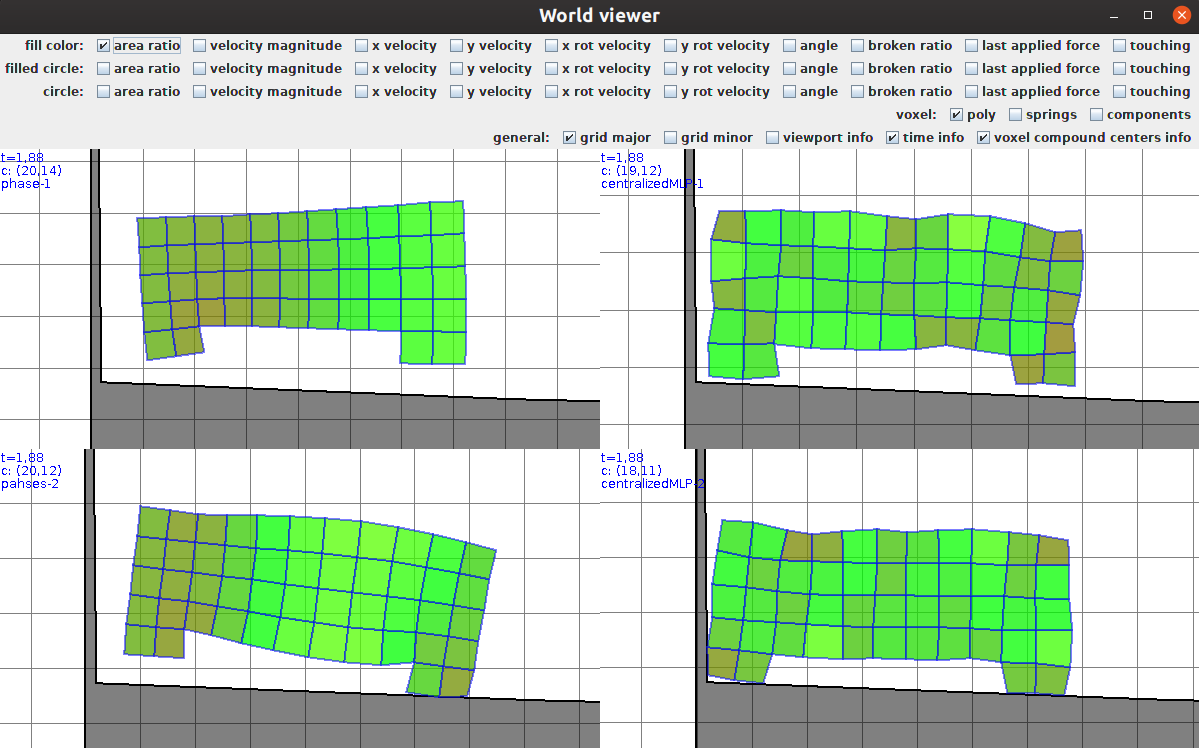 World viewer
fill color: area ratio velocity magnitude x velocity y velocity x rot velocity y rot velocity angle broken ratio last applied force touching
filled circle: area ratio velocity magnitude x velocity y velocity x rot velocity y rot velocity angle broken ratio last applied force touching
circle: area ratio velocity magnitude x velocity y velocity x rot velocity y rot velocity angle broken ratio last applied force touching
voxel: poly springs components
general: grid major grid minor viewport info time info voxel compound centers info
t=1,88
c: (20,14)
phase-1
t=1,88
c: (19,12)
centralizedMLP-1
t=1,88
c: (20,12)
pahses-2
t=1,88
c: (18,11)
centralizedMLP-2